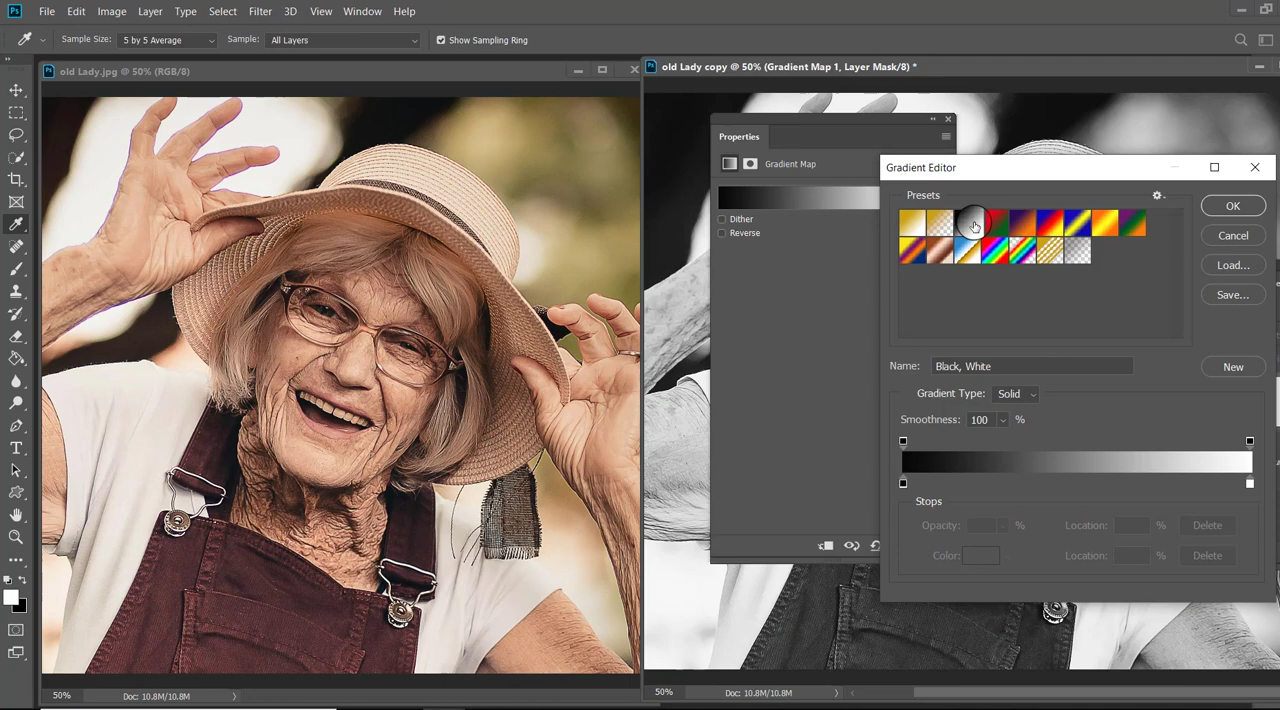 Ps File Edit Image Layer Type Select Filter 3D View Window Help
Sample Size: 5 by 5 Average Sample: All Layers Show Sampling Ring
Ps old Lady.jpg @ 50% (RGB/8)
Ps old Lady copy @ 50% (Gradient Map 1, Layer Mask/8) *
Properties
Gradient Map
Dither
Reverse
Gradient Editor
Presets
OK
Cancel
Load...
Save...
Name: Black, White
New
Gradient Type: Solid
Smoothness: 100 %
Stops
Opacity: % Location: % Delete
Color: Location: % Delete
50% Doc: 10.8M/10.8M
50% Doc: 10.8M/10.8M